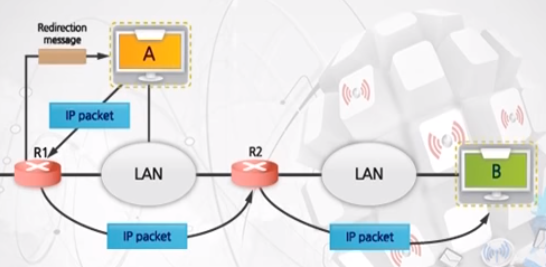 Redirection
message
A
IP packet
R1
R2
LAN
LAN
B
IP packet
IP packet